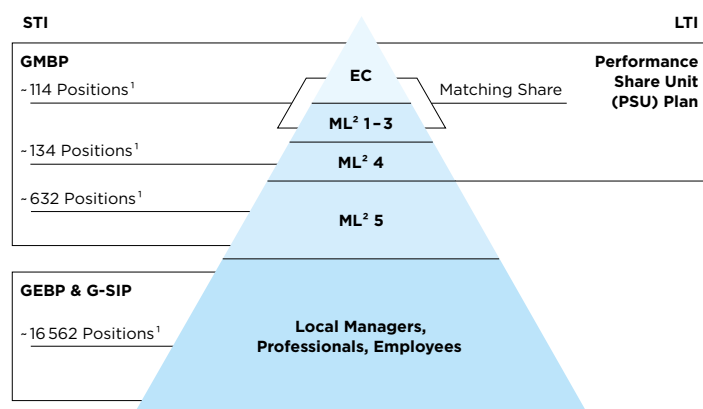 STI
LTI
GMBP
~114 Positions¹
EC
Matching Share
Performance
Share Unit
(PSU) Plan
ML² 1–3
~134 Positions¹
ML² 4
~632 Positions¹
ML² 5
GEBP & G-SIP
~16 562 Positions¹
Local Managers,
Professionals, Employees